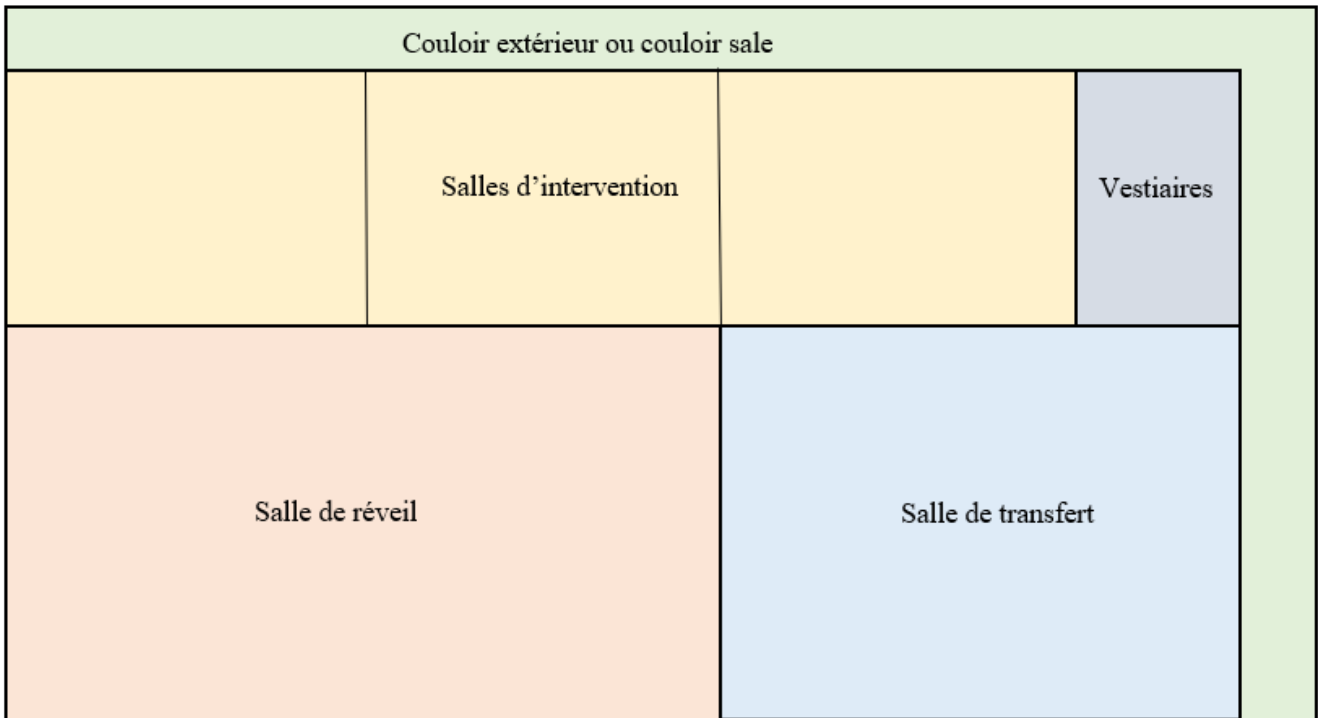 Couloir extérieur ou couloir sale
Salles d’intervention
Vestiaires
Salle de réveil
Salle de transfert